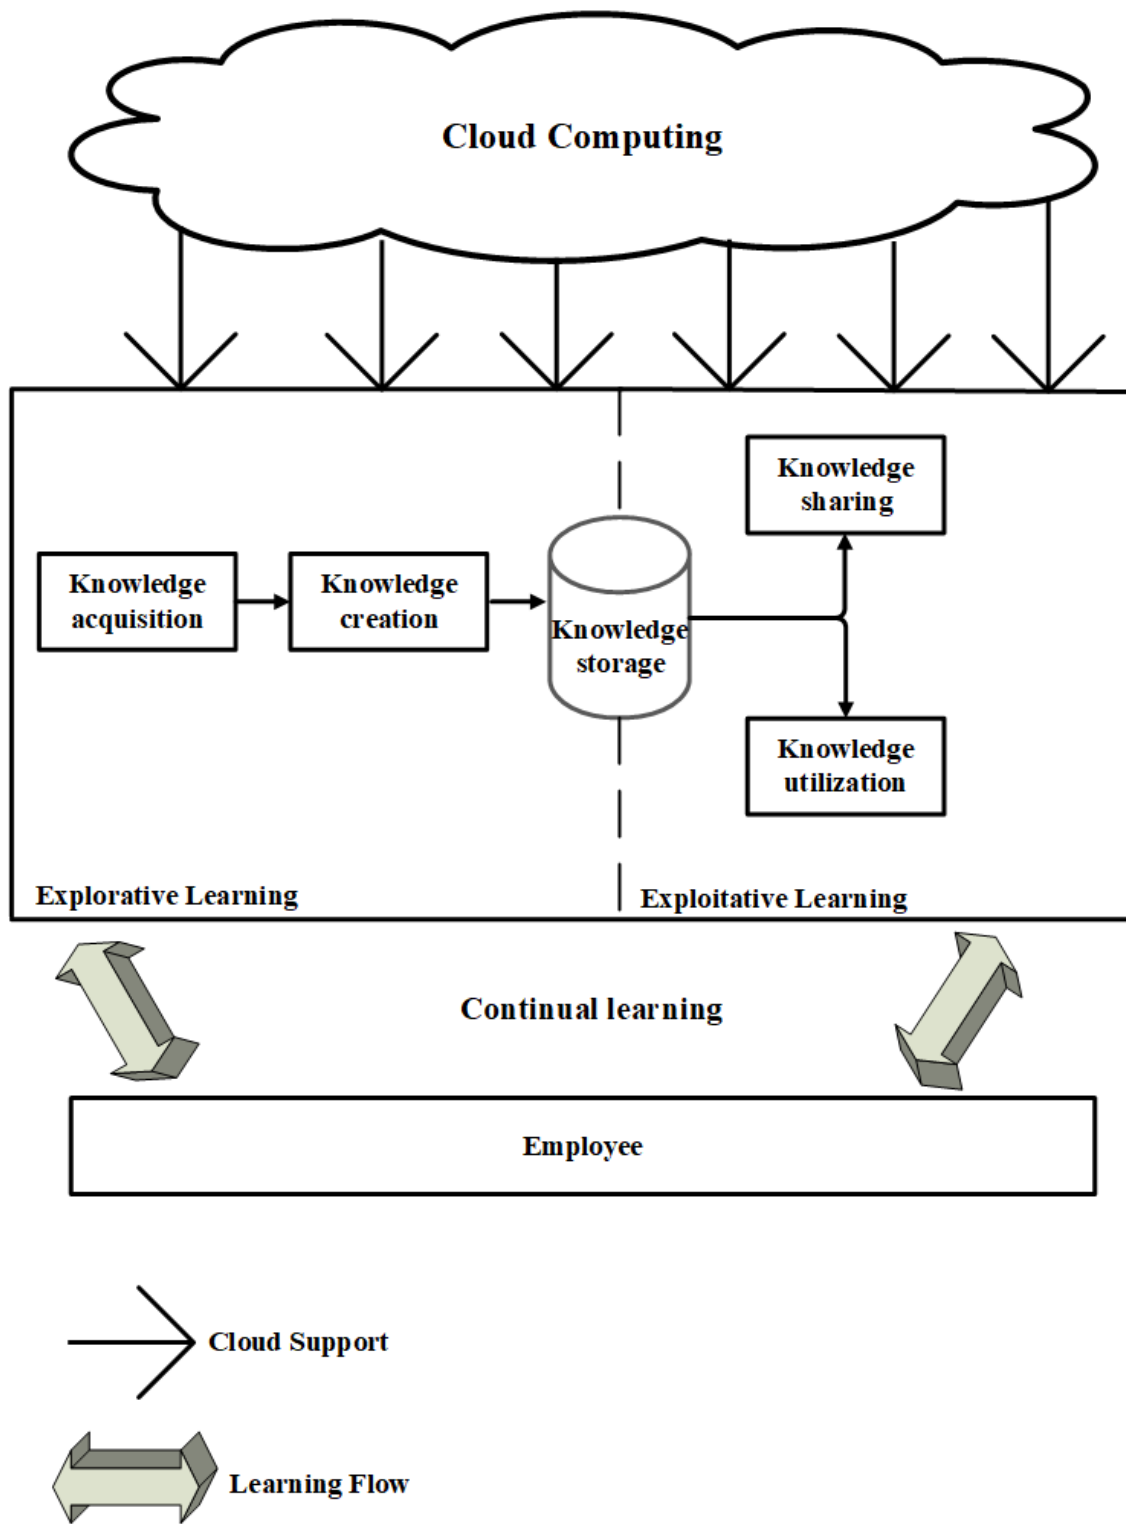 Cloud Computing
Knowledge
sharing
Knowledge
acquisition
Knowledge
creation
Knowledge
storage
Knowledge
utilization
Explorative Learning
Exploitative Learning
Continual learning
Employee
Cloud Support
Learning Flow